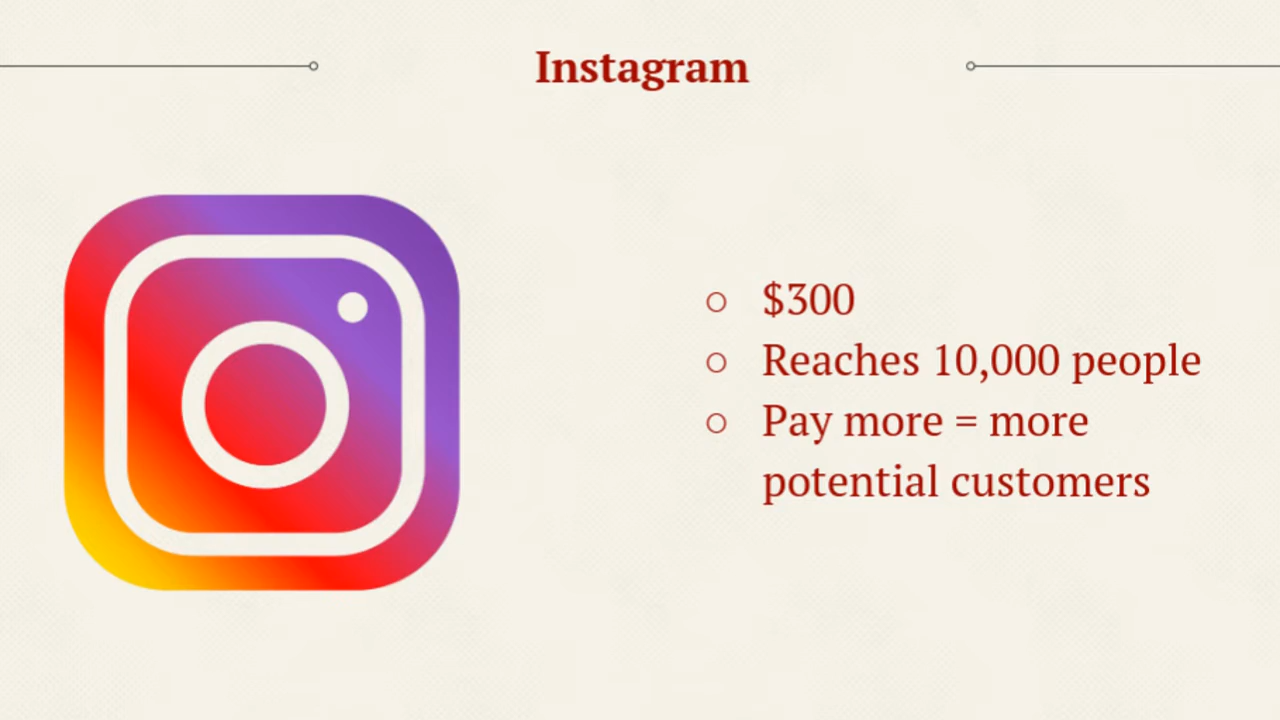 Instagram
$300
Reaches 10,000 people
Pay more = more
potential customers